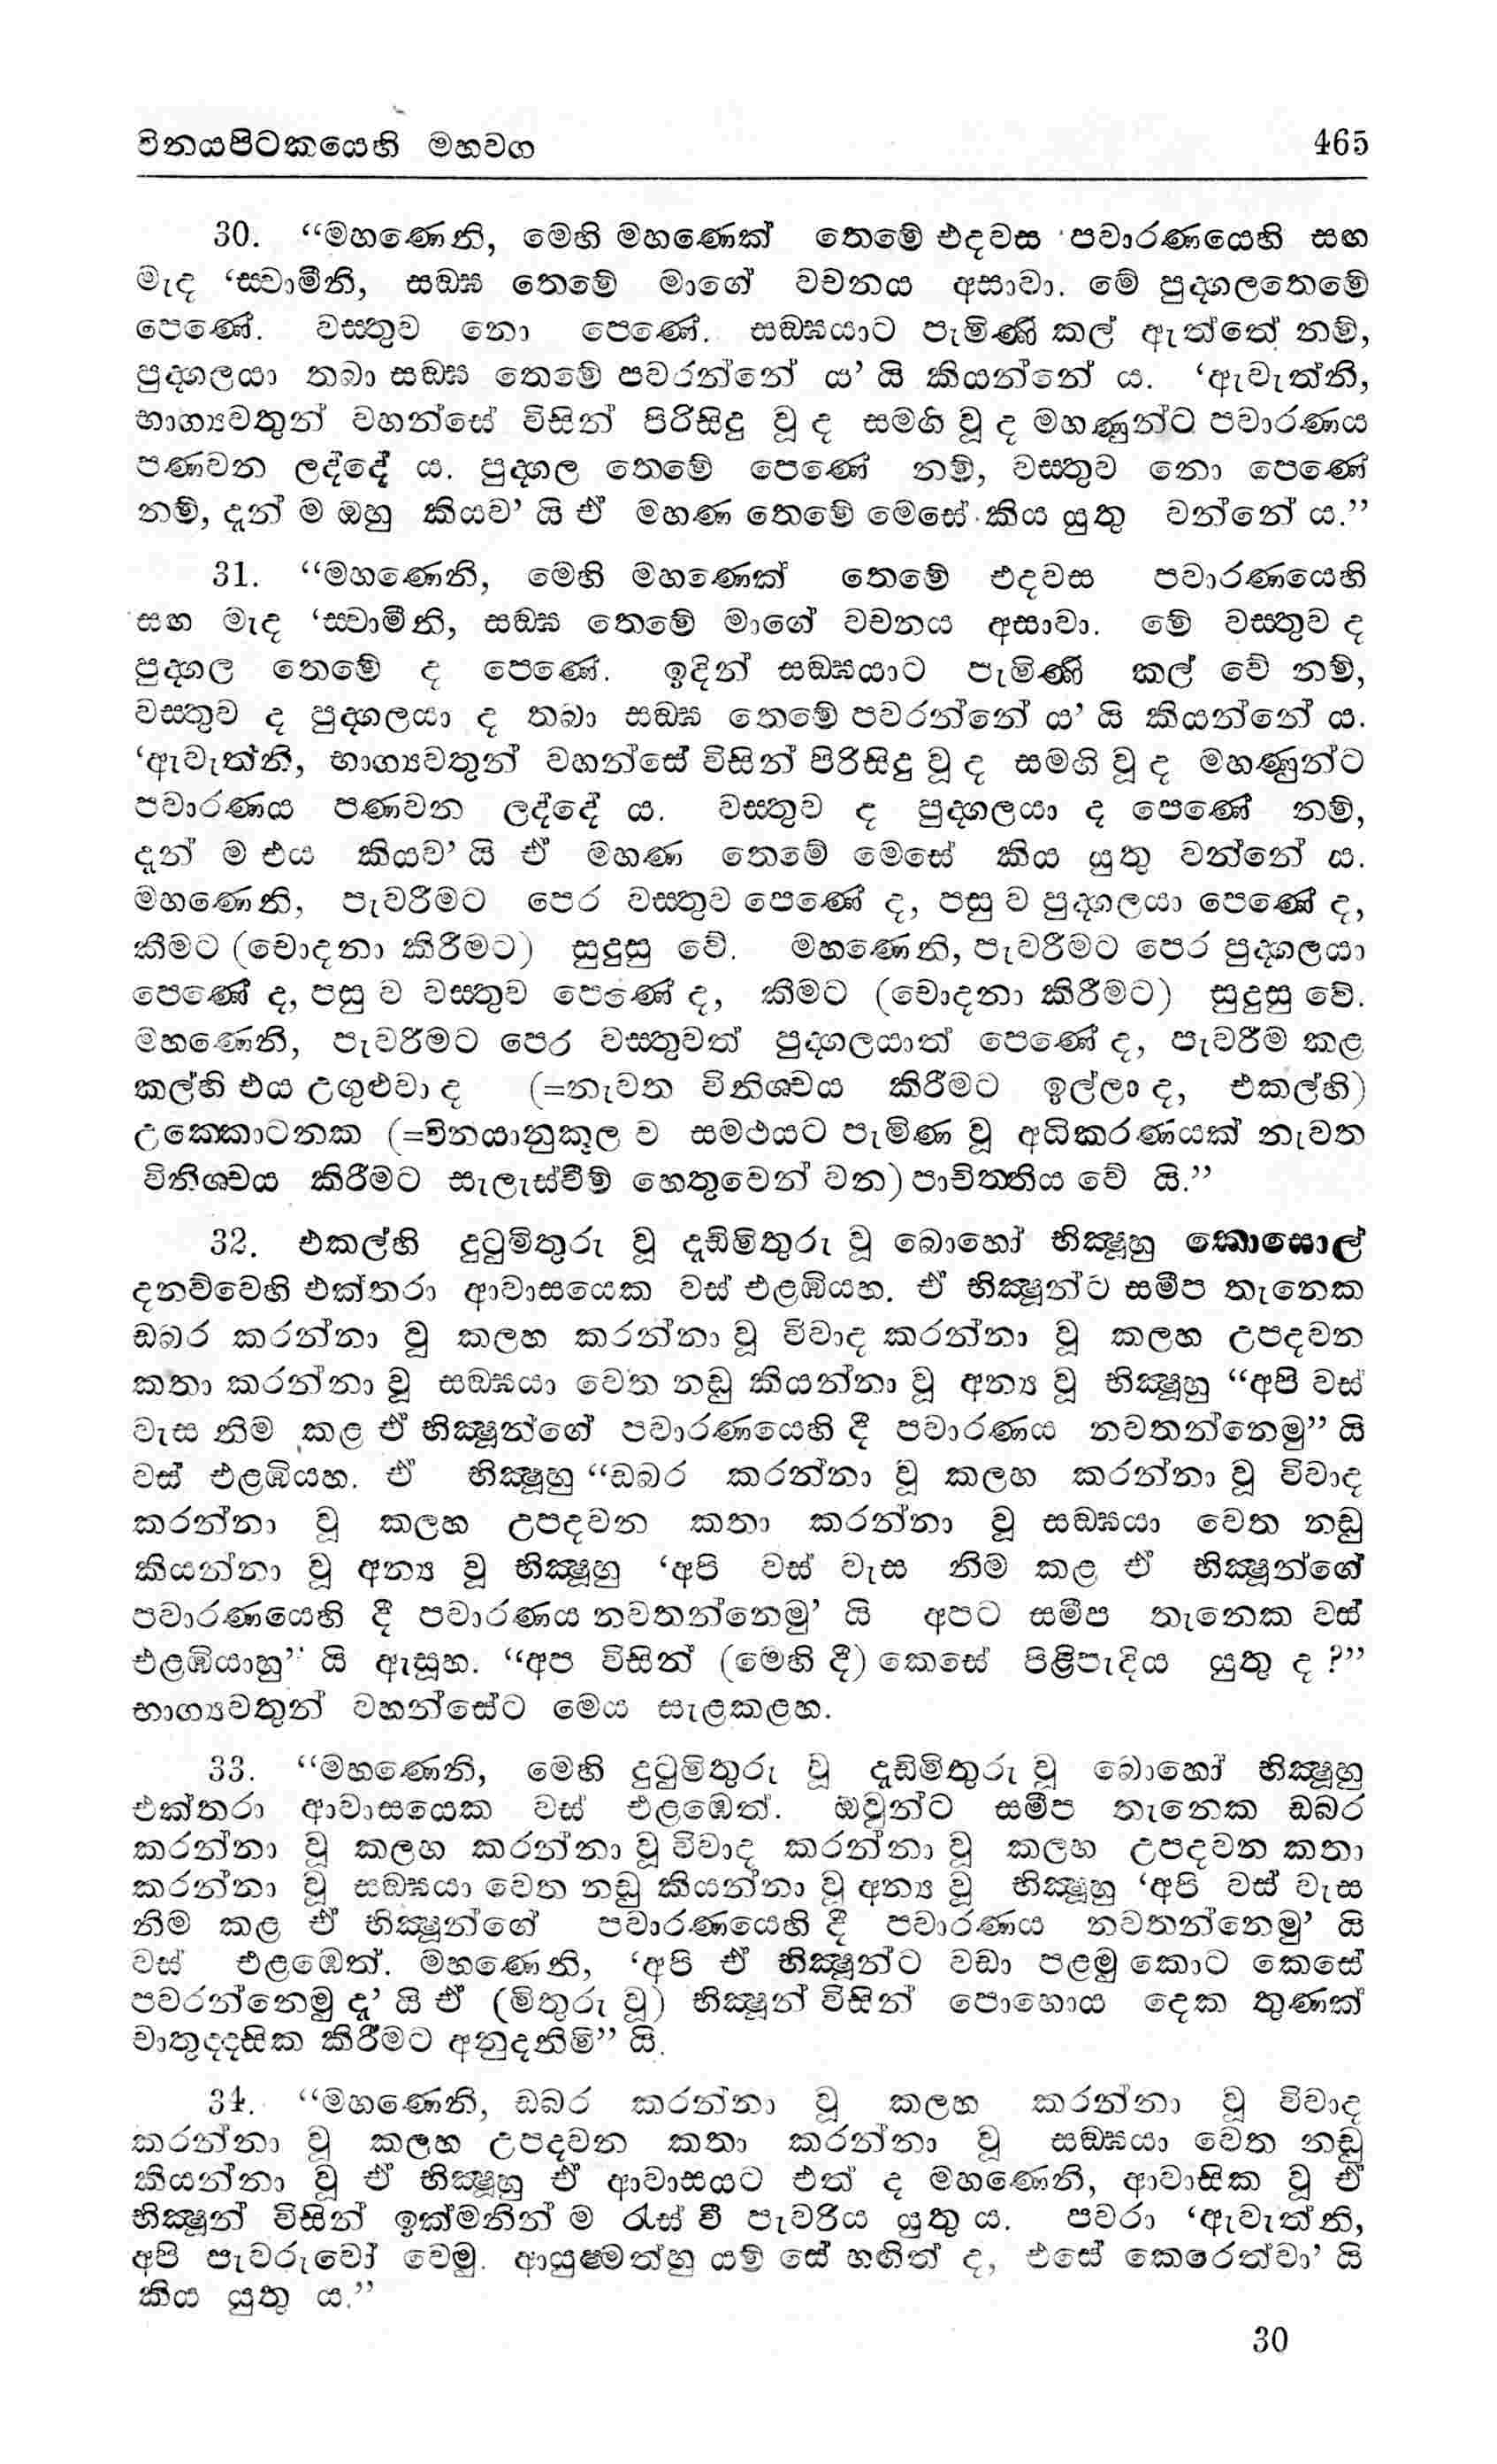 විනයපිටකයෙහි මහවග 465
30. “මහණෙනි, මෙහි මහණෙක් තෙමේ එදවස පවාරණයෙහි සඟ
මැද ‘ස්වාමීනි, සඞ්ඝ තෙමේ මාගේ වචනය අසාවා. මේ පුද්ගලතෙමේ
පෙණේ. වස්තුව නො පෙණේ. සඞ්ඝයාට පැමිණි කල් ඇත්තේ නම්,
පුද්ගලයා තබා සඞ්ඝ තෙමේ පවරන්නේ ය’ යි කියන්නේ ය. ‘ඇවැත්නි,
භාග්‍යවතුන් වහන්සේ විසින් පිරිසිදු වූ ද සමගි වූ ද මහණුන්ට පවාරණය
පණවන ලද්දේ ය. පුද්ගල තෙමේ පෙණේ නම්, වස්තුව නො පෙණේ
නම්, දැන් ම ඔහු කියව’ යි ඒ මහණ තෙමේ මෙසේ කිය යුතු වන්නේ ය.”
31. “මහණෙනි, මෙහි මහණෙක් තෙමේ එදවස පවාරණයෙහි
සඟ මැද ‘ස්වාමීනි, සඞ්ඝ තෙමේ මාගේ වචනය අසාවා. මේ වස්තුව ද
පුද්ගල තෙමේ ද පෙණේ. ඉදින් සඞ්ඝයාට පැමිණි කල් වේ නම්,
වස්තුව ද පුද්ගලයා ද තබා සඞ්ඝ තෙමේ පවරන්නේ ය’ යි කියන්නේ ය.
‘ඇවැත්නි, භාග්‍යවතුන් වහන්සේ විසින් පිරිසිදු වූ ද සමගි වූ ද මහණුන්ට
පවාරණය පණවන ලද්දේ ය. වස්තුව ද පුද්ගලයා ද පෙණේ නම්,
දැන් ම එය කියව’ යි ඒ මහණ තෙමේ මෙසේ කිය යුතු වන්නේ ය.
මහණෙනි, පැවරීමට පෙර වස්තුව පෙණේ ද, පසු ව පුද්ගලයා පෙණේ ද,
කීමට (චොදනා කිරීමට) සුදුසු වේ. මහණෙනි, පැවරීමට පෙර පුද්ගලයා
පෙණේ ද, පසු ව වස්තුව පෙණේ ද, කීමට (චොදනා කිරීමට) සුදුසු වේ.
මහණෙනි, පැවරීමට පෙර වස්තුවත් පුද්ගලයාත් පෙණේ ද, පැවරීම කළ
කල්හි එය උගුළුවා ද (=නැවත විනිශ්චය කිරීමට ඉල්ලා ද, එකල්හි)
උක්කොටනක (=විනයානුකූල ව සමථයට පැමිණ වූ අධිකරණයක් නැවත
විනිශ්චය කිරීමට සැලැස්වීම් හෙතුවෙන් වන) පාචිත්තිය වේ යි.”
32. එකල්හි දුටුමිතුරු වූ දැඩිමිතුරු වූ බොහෝ භික්‍ෂූහු කොසොල්
දනව්වෙහි එක්තරා ආවාසයෙක වස් එළඹියහ. ඒ භික්‍ෂූන්ට සමීප තැනෙක
ඩබර කරන්නා වූ කලහ කරන්නා වූ විවාද කරන්නා වූ කලහ උපදවන
කතා කරන්නා වූ සඞ්ඝයා වෙත නඩු කියන්නා වූ අන්‍ය වූ භික්‍ෂූහු “අපි වස්
වැස නිම කළ ඒ භික්‍ෂූන්ගේ පවාරණයෙහි දී පවාරණය නවතන්නෙමු” යි
වස් එළඹියහ. ඒ භික්‍ෂූහු “ඩබර කරන්නා වූ කලහ කරන්නා වූ විවාද
කරන්නා වූ කලහ උපදවන කතා කරන්නා වූ සඞ්ඝයා වෙත නඩු
කියන්නා වූ අන්‍ය වූ භික්‍ෂූහු ‘අපි වස් වැස නිම කළ ඒ භික්‍ෂූන්ගේ
පවාරණයෙහි දී පවාරණය නවතන්නෙමු’ යි අපට සමීප තැනෙක වස්
එළඹියාහු” යි ඇසූහ. “අප විසින් (මෙහි දී) කෙසේ පිළිපැදිය යුතු ද ?”
භාග්‍යවතුන් වහන්සේට මෙය සැළකළහ.
33. “මහණෙනි, මෙහි දුටුමිතුරු වූ දැඩිමිතුරු වූ බොහෝ භික්‍ෂූහු
එක්තරා ආවාසයෙක වස් එළඹෙත්. ඔවුන්ට සමීප තැනෙක ඩබර
කරන්නා වූ කලහ කරන්නා වූ විවාද කරන්නා වූ කලහ උපදවන කතා
කරන්නා වූ සඞ්ඝයා වෙත නඩු කියන්නා වූ අන්‍ය වූ භික්‍ෂූහු ‘අපි වස් වැස
නිම කළ ඒ භික්‍ෂූන්ගේ පවාරණයෙහි දී පවාරණය නවතන්නෙමු’ යි
වස් එළඹෙත්. මහණෙනි, ‘අපි ඒ භික්‍ෂූන්ට වඩා පළමු කොට කෙසේ
පවරන්නෙමු දැ’ යි ඒ (මිතුරු වූ) භික්‍ෂූන් විසින් පොහොය දෙක තුණක්
චාතුද්දසික කිරීමට අනුදනිමි” යි.
34. “මහණෙනි, ඩබර කරන්නා වූ කලහ කරන්නා වූ විවාද
කරන්නා වූ කලහ උපදවන කතා කරන්නා වූ සඞ්ඝයා වෙත නඩු
කියන්නා වූ ඒ භික්‍ෂූහු ඒ ආවාසයට එත් ද මහණෙනි, ආවාසික වූ ඒ
භික්‍ෂූන් විසින් ඉක්මනින් ම රැස් වී පැවරිය යුතු ය. පවරා ‘ඇවැත්නි,
අපි පැවරුවෝ වෙමු. ආයුෂ්මත්හු යම් සේ හඟිත් ද, එසේ කෙරෙත්වා’ යි
කිය යුතු ය.”
30